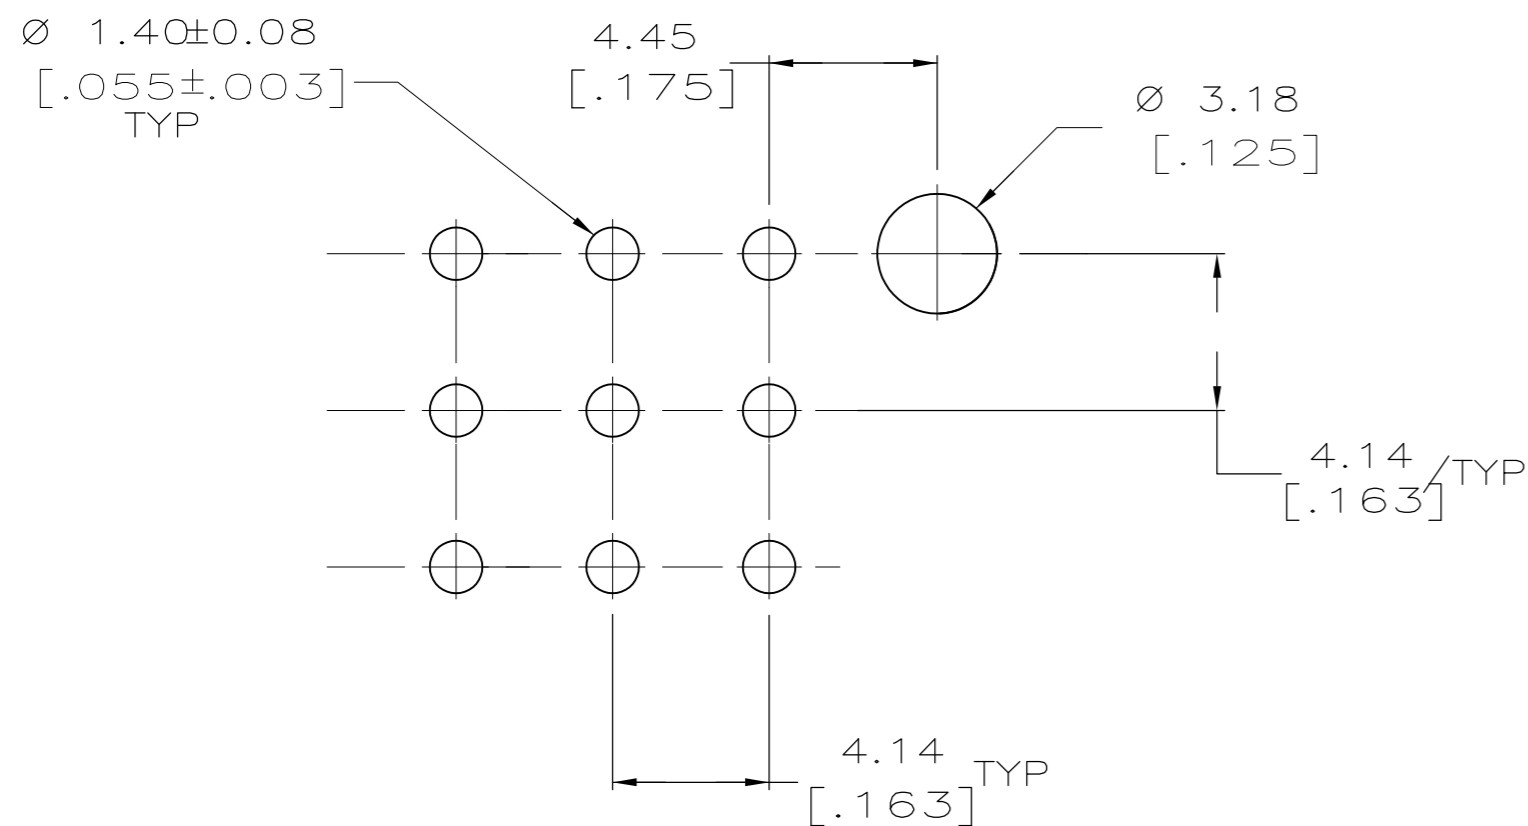 Ø 1.40±0.08
[.055±.003]
TYP
4.45
[.175]
Ø 3.18
[.125]
4.14
[.163]/TYP
4.14
[.163] TYP